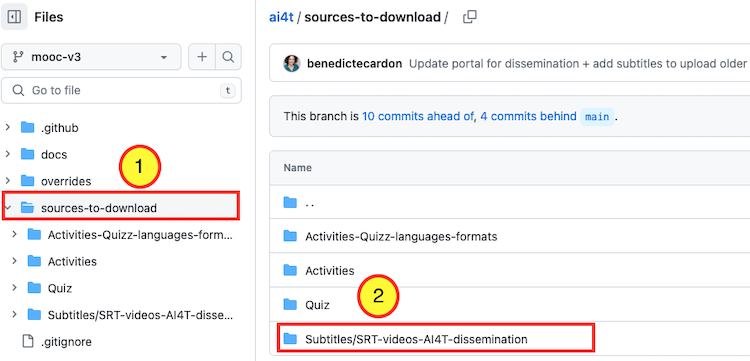 Files
mooc-v3
Go to file
t
.github
docs
1
overrides
sources-to-download
Activities-Quizz-languages-form...
Activities
Quiz
Subtitles/SRT-videos-AI4T-disse...
.gitignore
ai4t / sources-to-download /
benedictecardon Update portal for dissemination + add subtitles to upload older
This branch is 10 commits ahead of, 4 commits behind main .
Name
..
Activities-Quizz-languages-formats
Activities
Quiz
2
Subtitles/SRT-videos-AI4T-dissemination